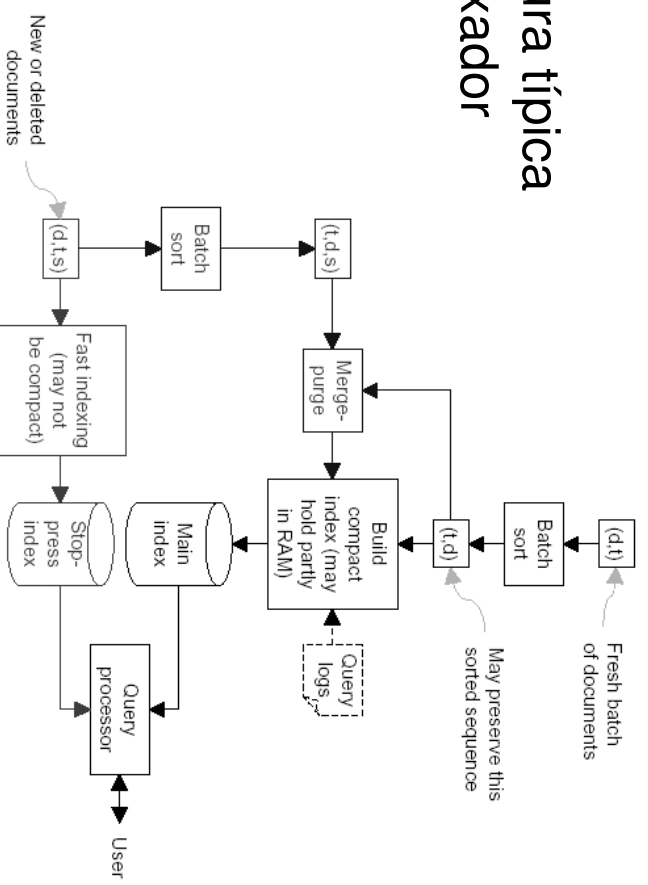 (d,t)
Fresh batch
of documents
ura típica
xador
Batch
sort
(t,d)
May preserve this
sorted sequence
(t,d,s)
Merge-
purge
Build
compact
index (may
hold partly
in RAM)
Query
logs
Batch
sort
Main
index
(d,t,s)
New or deleted
documents
Fast indexing
(may not
be compact)
Stop-
press
index
Query
processor
User